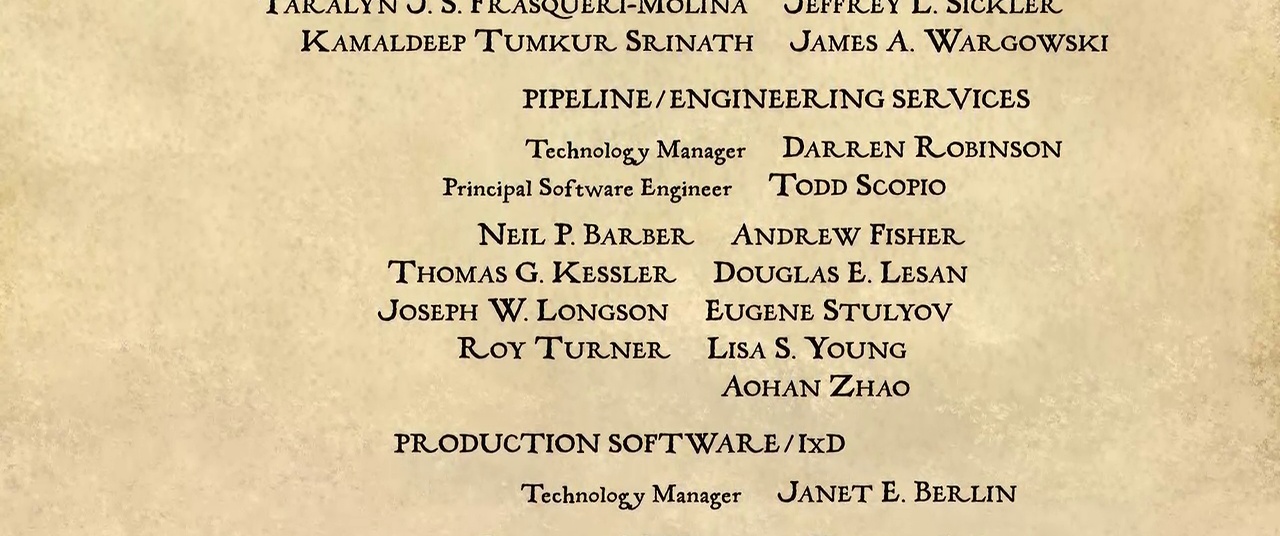 TARALYN J. S. FRASQUERI-MOLINA JEFFREY L. SICKLER
KAMALDEEP TUMKUR SRINATH JAMES A. WARGOWSKI
PIPELINE/ENGINEERING SERVICES
Technology Manager DARREN ROBINSON
Principal Software Engineer TODD SCOPIO
NEIL P. BARBER ANDREW FISHER
THOMAS G. KESSLER DOUGLAS E. LESAN
JOSEPH W. LONGSON EUGENE STULYOV
ROY TURNER LISA S. YOUNG
AOHAN ZHAO
PRODUCTION SOFTWARE/IxD
Technology Manager JANET E. BERLIN